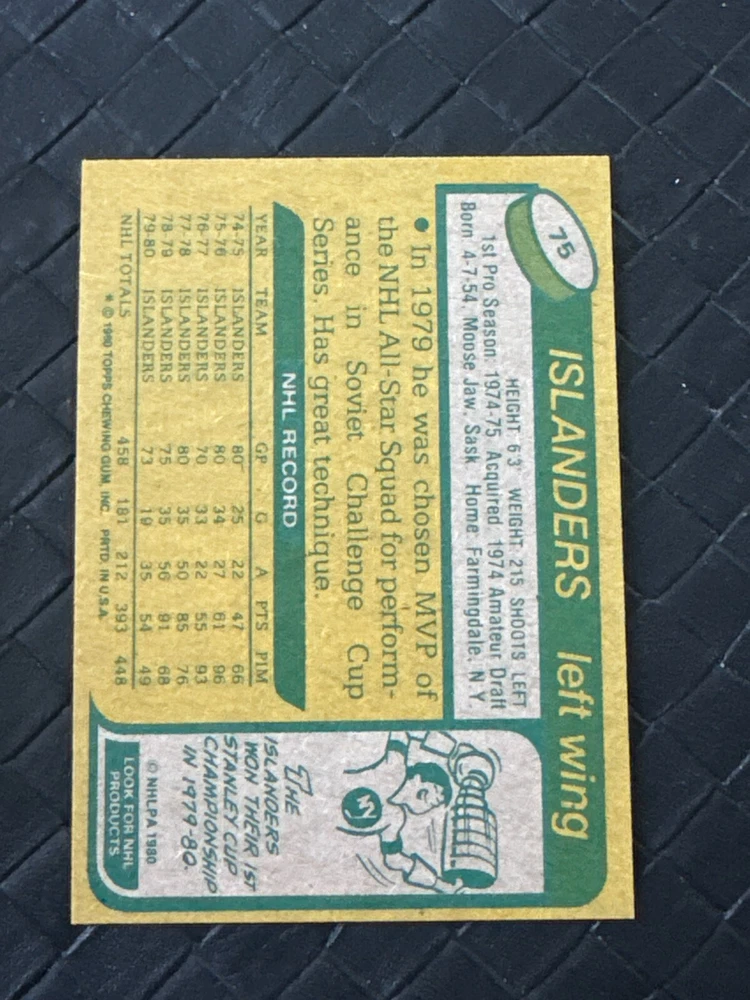 75
ISLANDERS left wing
HEIGHT 6'3" WEIGHT 215 SHOOTS LEFT
1st Pro Season: 1974-75 Acquired: 1974 Amateur Draft
Born: 4-7-54, Moose Jaw, Sask Home: Farmingdale, N.Y.
• In 1979 he was chosen MVP of
the NHL All-Star Squad for perform-
ance in Soviet Challenge Cup
Series. Has great technique.
NHL RECORD
YEAR TEAM GP G A PTS PIM
74-75 ISLANDERS 80 25 22 47 66
75-76 ISLANDERS 80 34 27 61 96
76-77 ISLANDERS 70 33 22 55 93
77-78 ISLANDERS 80 35 50 85 76
78-79 ISLANDERS 75 35 56 91 68
79-80 ISLANDERS 73 19 35 54 49
NHL TOTALS 458 181 212 393 448
* © 1980 TOPPS CHEWING GUM, INC. PRTD. IN U.S.A.
NY
THE
ISLANDERS
WON THEIR 1ST
STANLEY CUP
CHAMPIONSHIP
IN 1979-80.
© NHLPA 1980
LOOK FOR NHL
PRODUCTS